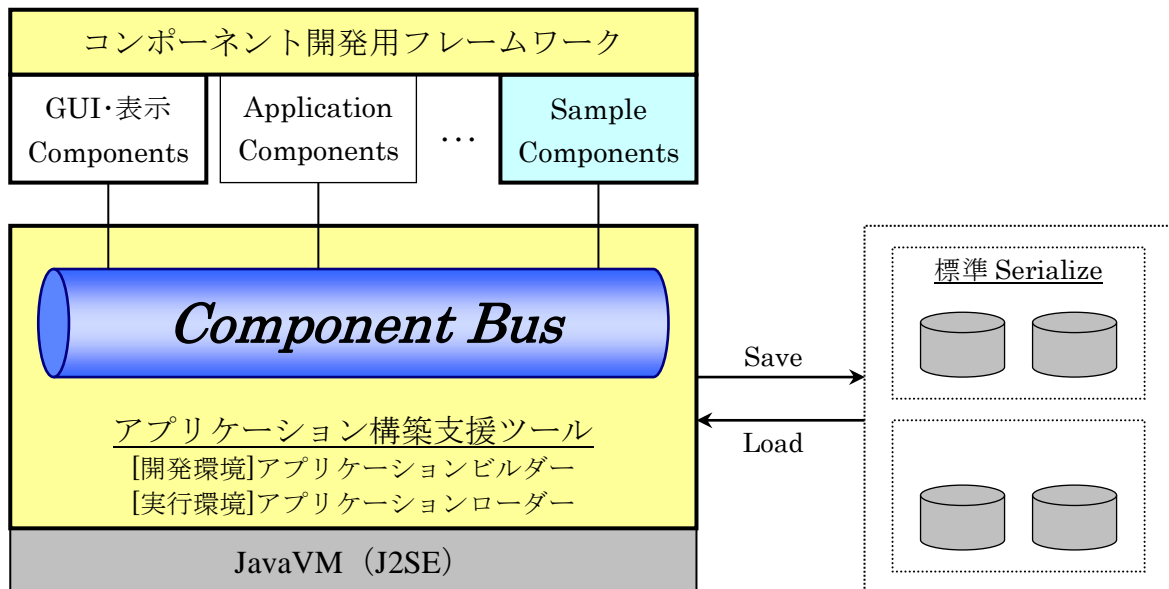 コンポーネント開発用フレームワーク
GUI・表示
Components
Application
Components
…
Sample
Components
Component Bus
アプリケーション構築支援ツール
[開発環境]アプリケーションビルダー
[実行環境]アプリケーションローダー
JavaVM（J2SE）
Save
Load
標準 Serialize